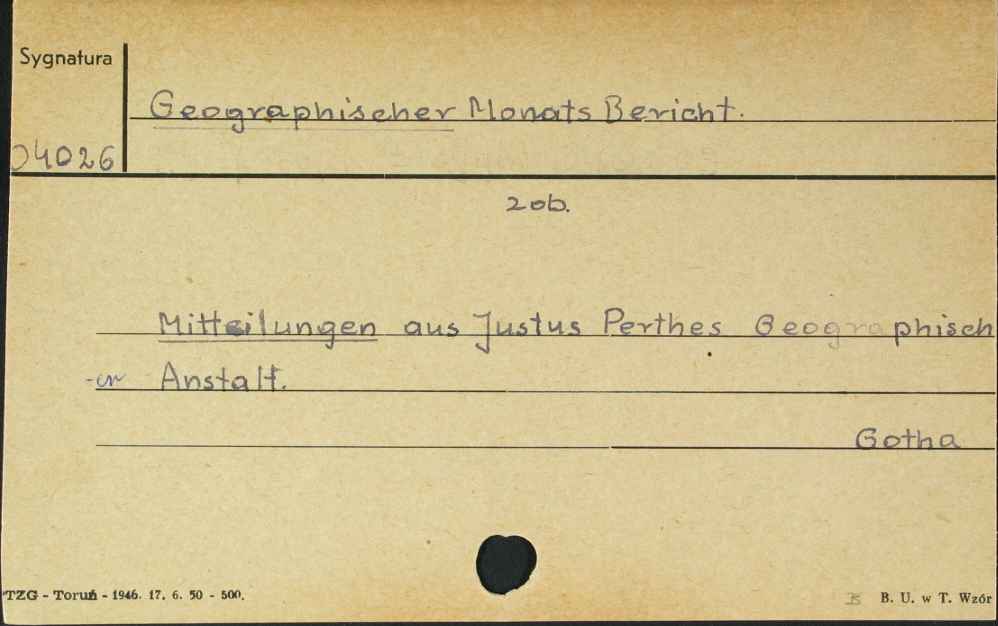 Sygnatura
Geographischer Monats Bericht.
04026
zob.
Mitteilungen aus Justus Perthes Geographisch
-en Anstalt.
Gotha
TZG - Toruń - 1946. 17. 6. 50 - 500.
B. U. w T. Wzór